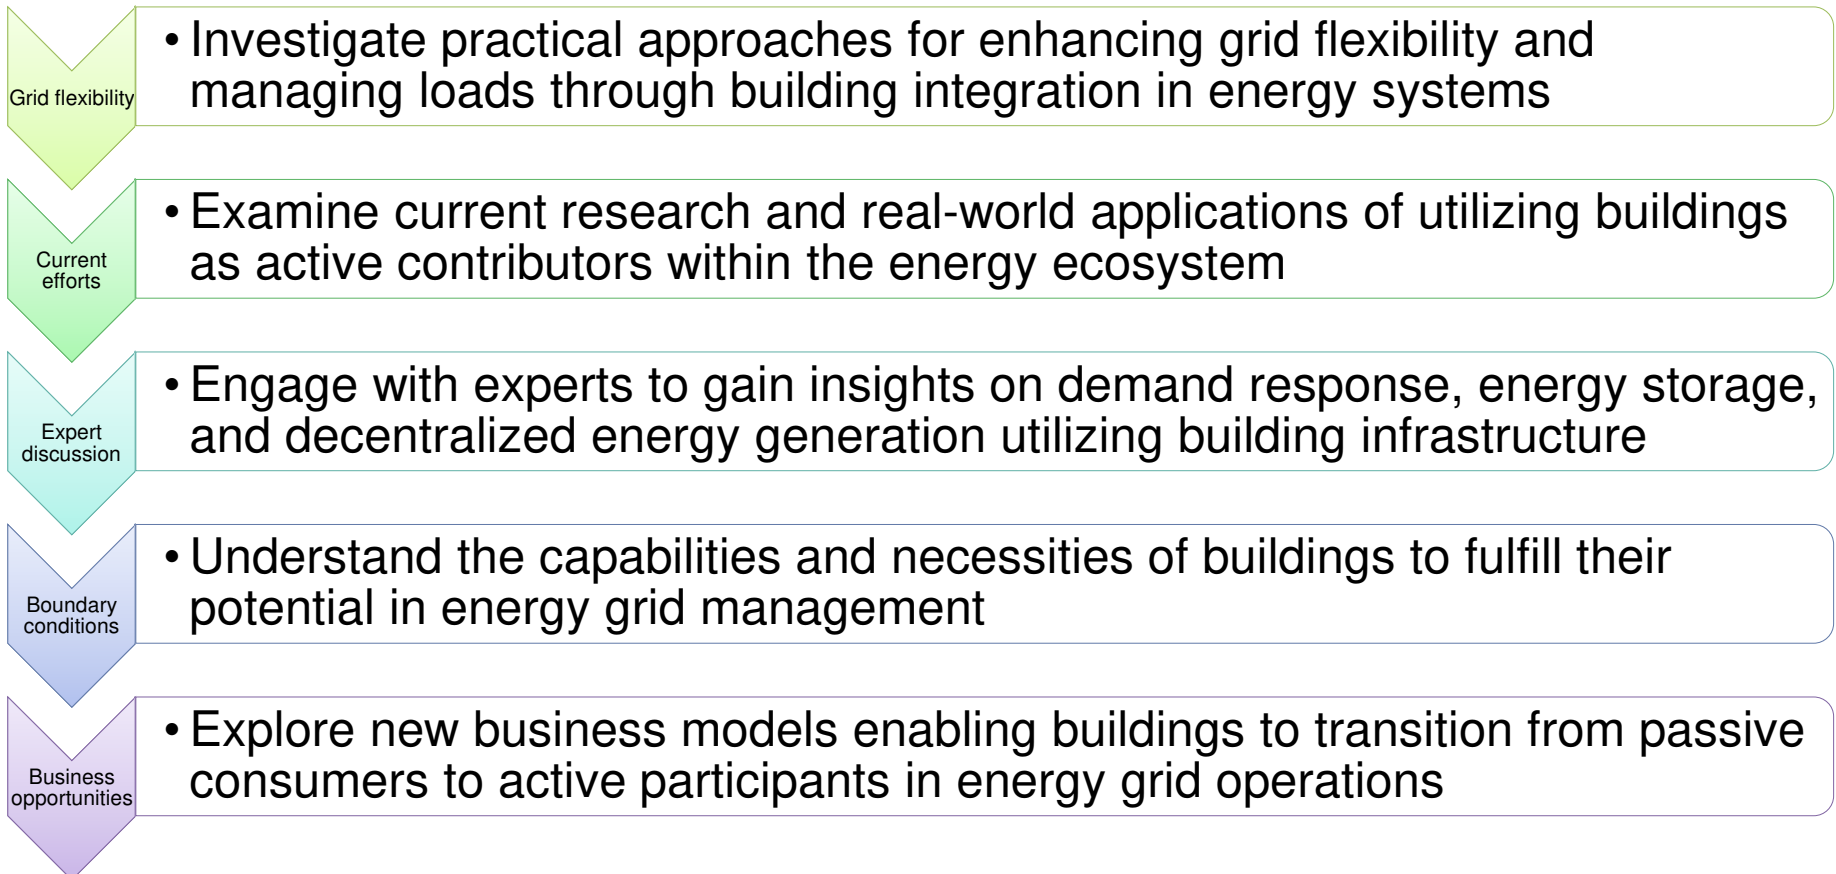 Grid flexibility
• Investigate practical approaches for enhancing grid flexibility and
managing loads through building integration in energy systems
Current
efforts
• Examine current research and real-world applications of utilizing buildings
as active contributors within the energy ecosystem
Expert
discussion
• Engage with experts to gain insights on demand response, energy storage,
and decentralized energy generation utilizing building infrastructure
Boundary
conditions
• Understand the capabilities and necessities of buildings to fulfill their
potential in energy grid management
Business
opportunities
• Explore new business models enabling buildings to transition from passive
consumers to active participants in energy grid operations